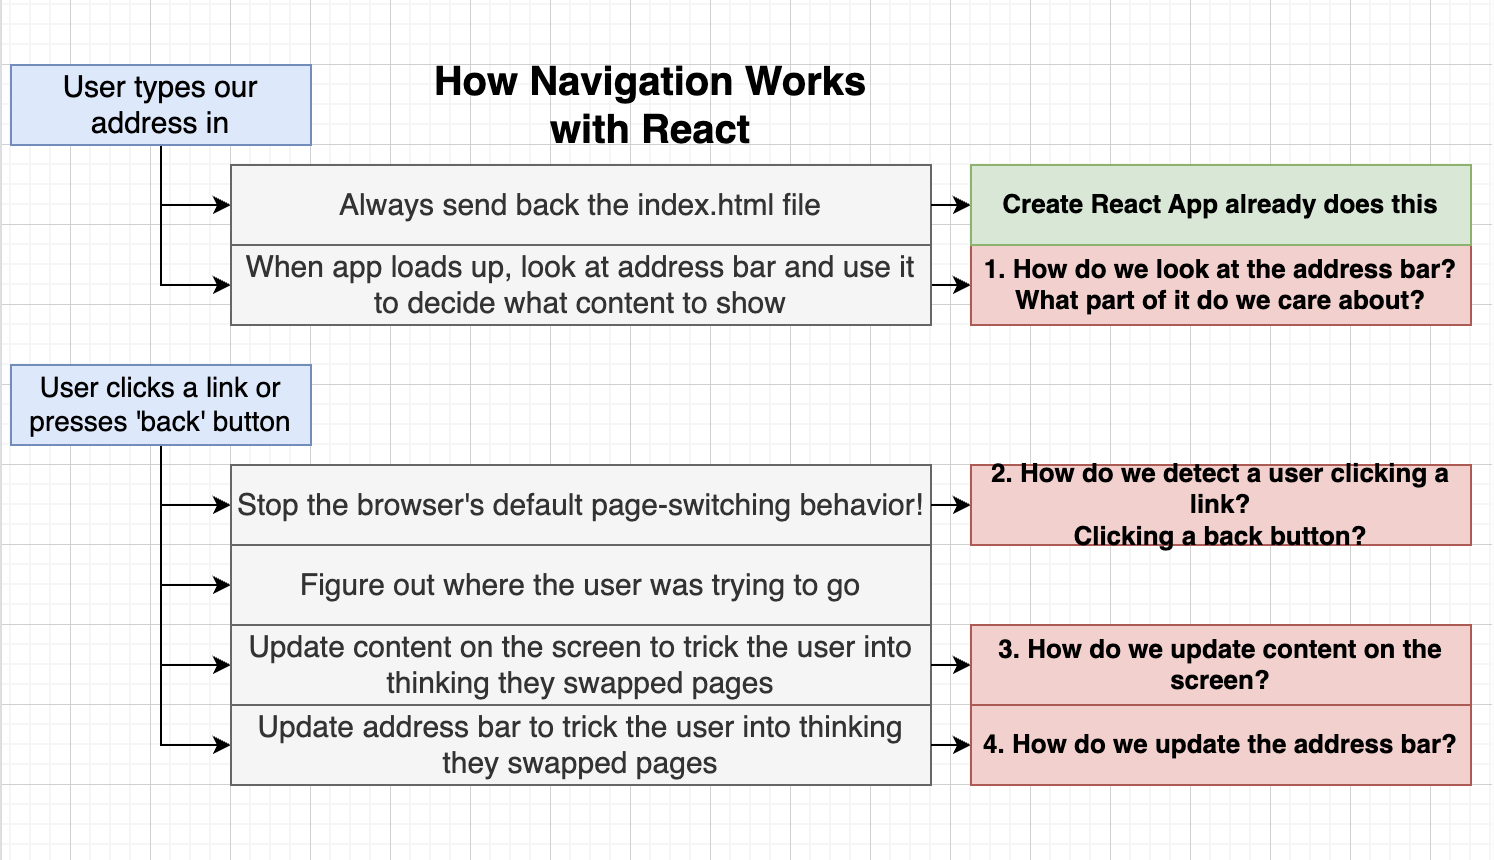 How Navigation Works
with React
User types our
address in
Always send back the index.html file
Create React App already does this
When app loads up, look at address bar and use it
to decide what content to show
1. How do we look at the address bar?
What part of it do we care about?
User clicks a link or
presses 'back' button
Stop the browser's default page-switching behavior!
2. How do we detect a user clicking a
link?
Clicking a back button?
Figure out where the user was trying to go
Update content on the screen to trick the user into
thinking they swapped pages
3. How do we update content on the
screen?
Update address bar to trick the user into thinking
they swapped pages
4. How do we update the address bar?